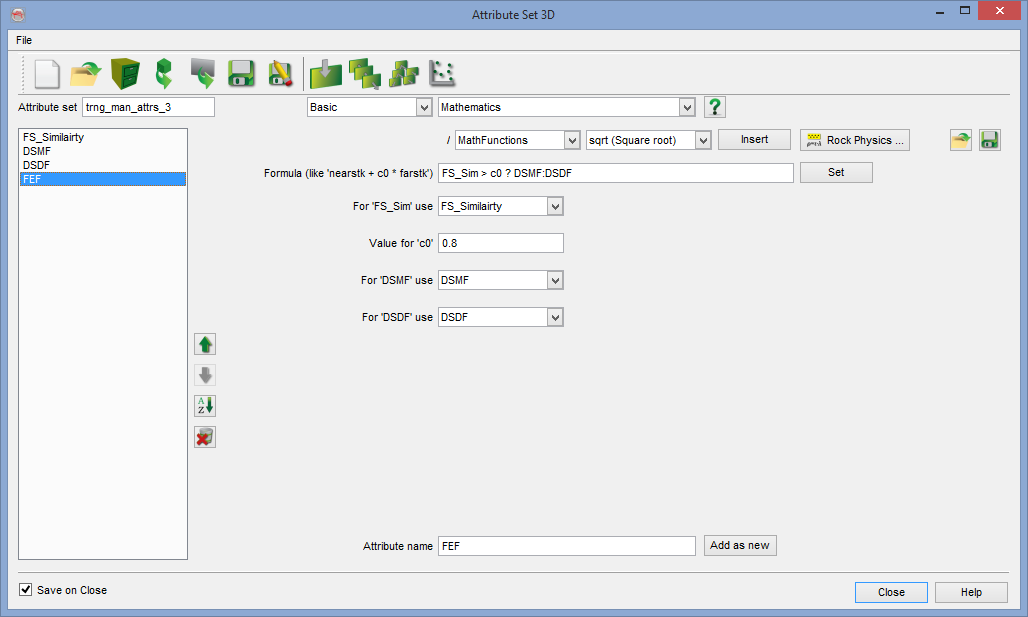 Attribute Set 3D
File
Attribute set trng_man_attrs_3 Basic Mathematics ?
FS_Similairty
DSMF
DSDF
FEF
/ MathFunctions sqrt (Square root) Insert Rock Physics ...
Formula (like 'nearstk + c0 * farstk') FS_Sim > c0 ? DSMF:DSDF Set
For 'FS_Sim' use FS_Similairty
Value for 'c0' 0.8
For 'DSMF' use DSMF
For 'DSDF' use DSDF
A
Z
Attribute name FEF Add as new
Save on Close Close Help